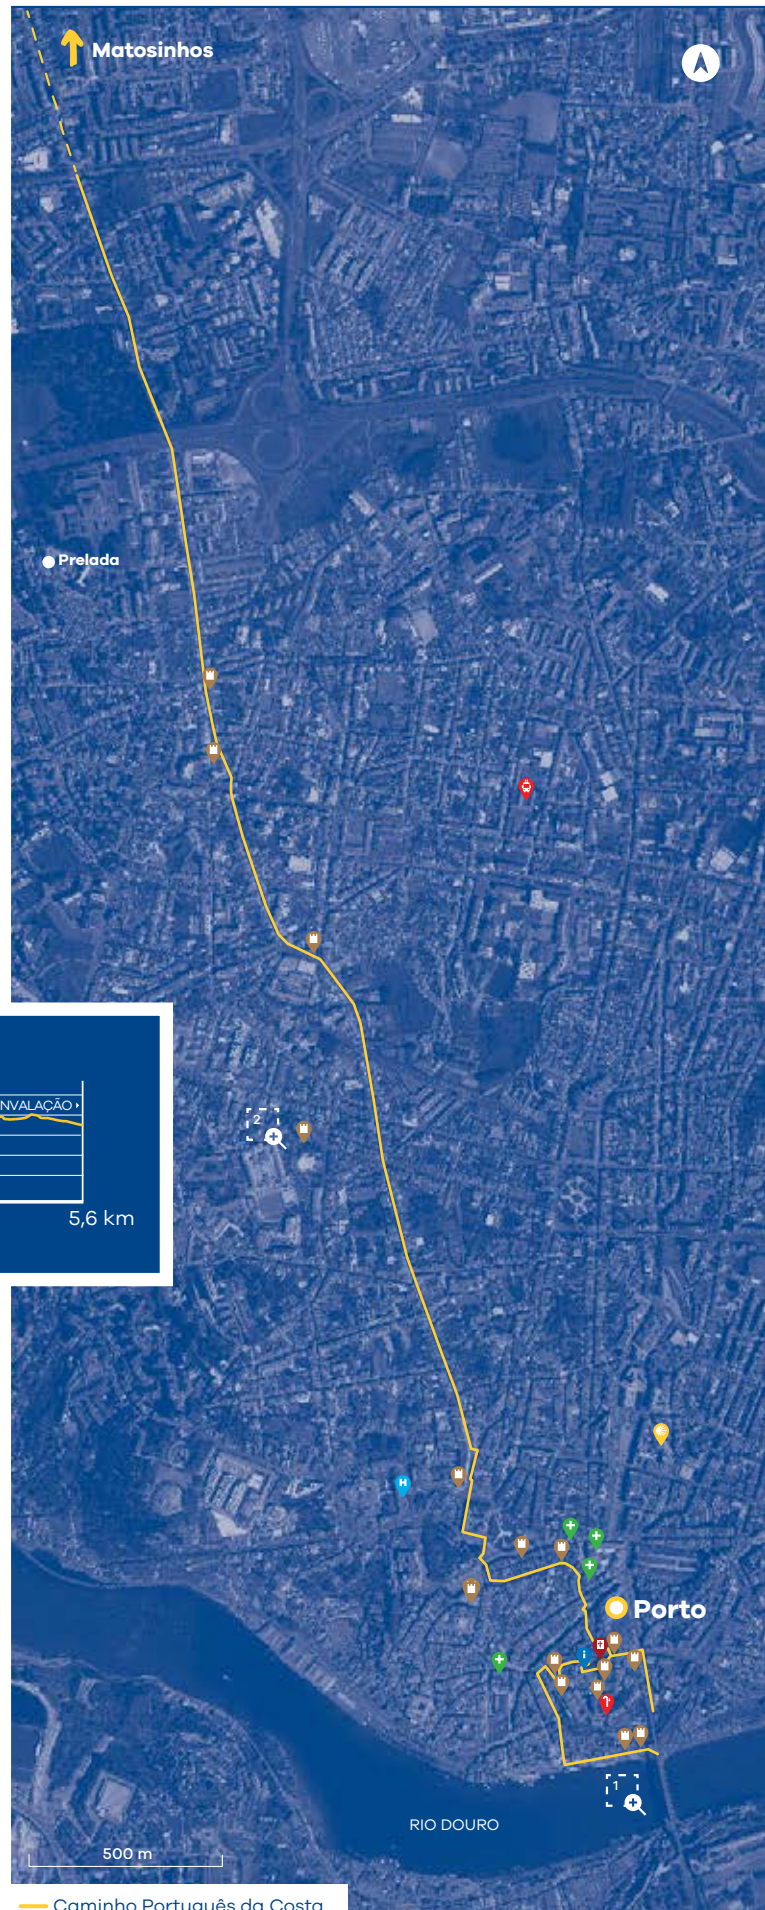 Matosinhos
Prelada
NVALAÇÃO
5,6 km
2
H
Porto
i
1
RIO DOURO
500 m
Caminho Português da Costa